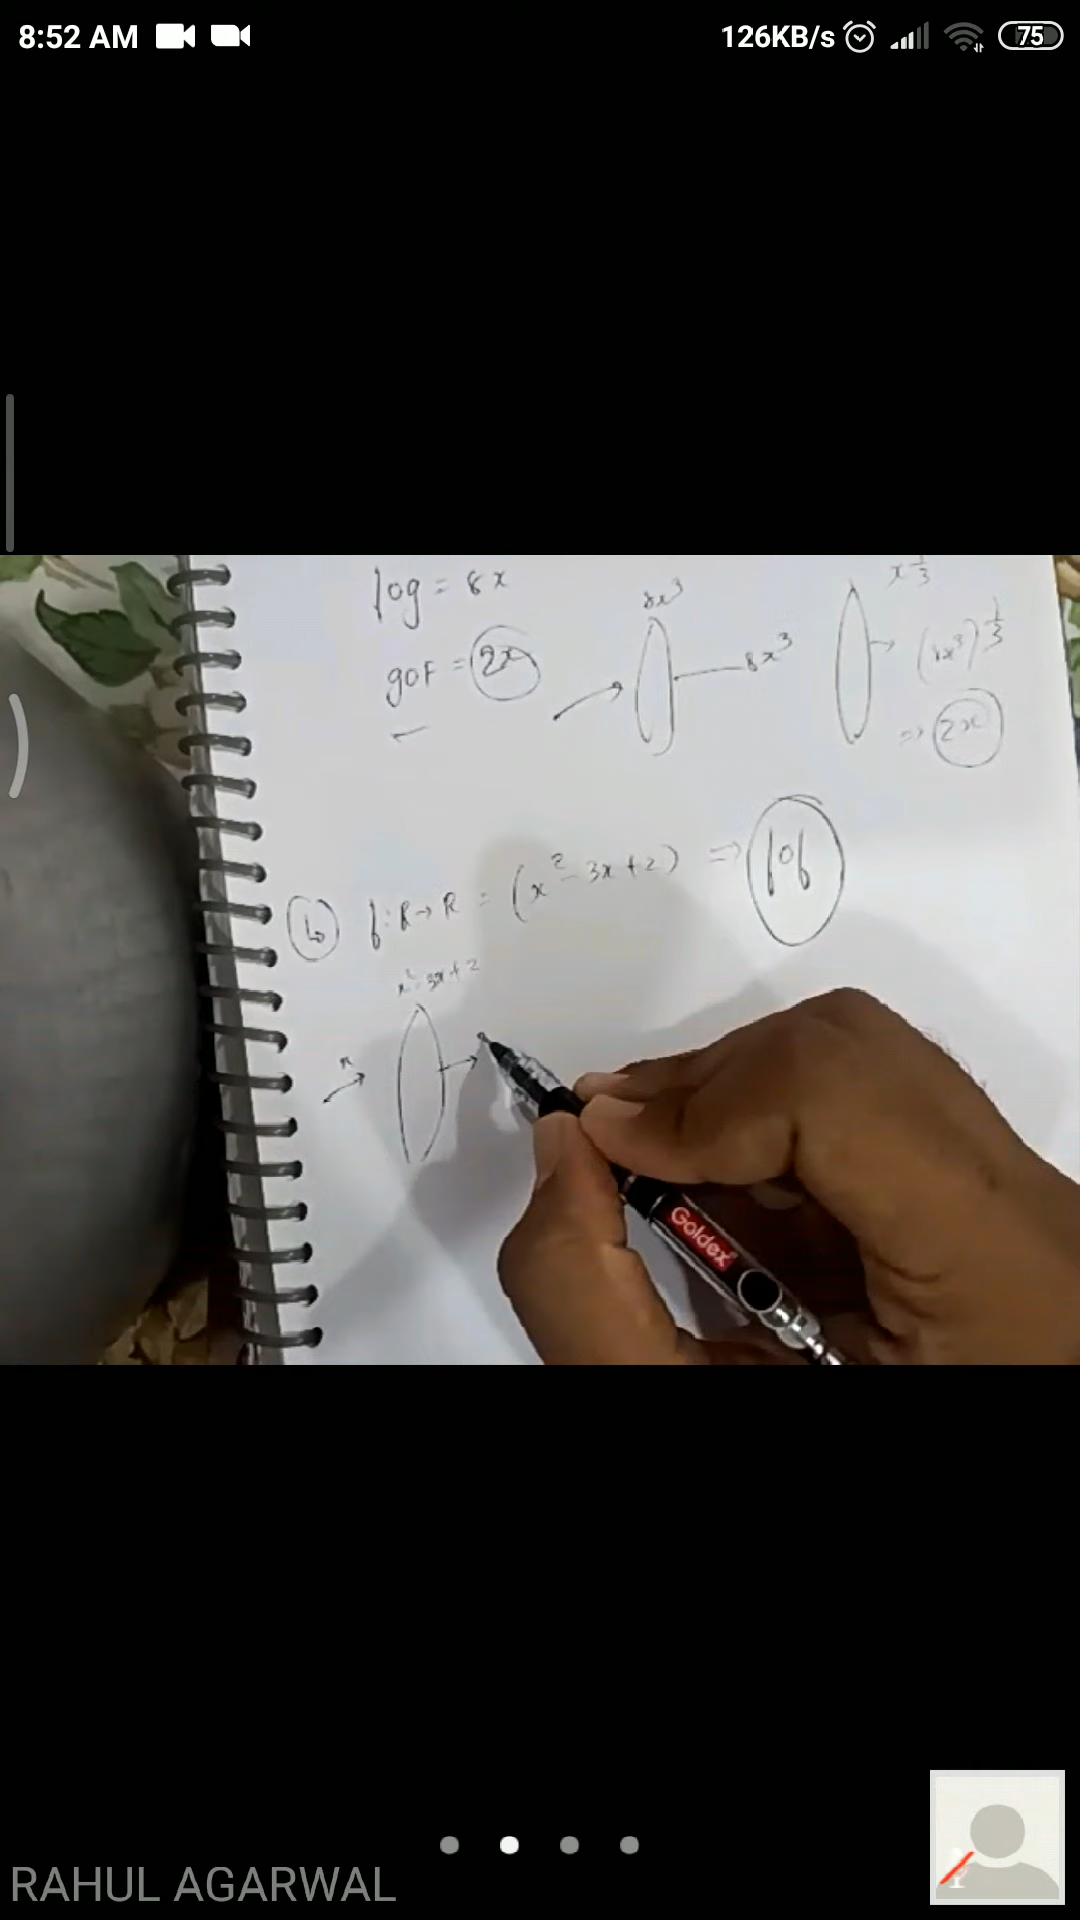 8:52 AM
126KB/s
75
fog = 8x
gof = 2x
8x³
8x³
x^1/3
(8x³)^1/3
=> 2x
6 f: R→R = (x² - 3x + 2) => fof
x² - 3x + 2
x
Goldex
RAHUL AGARWAL